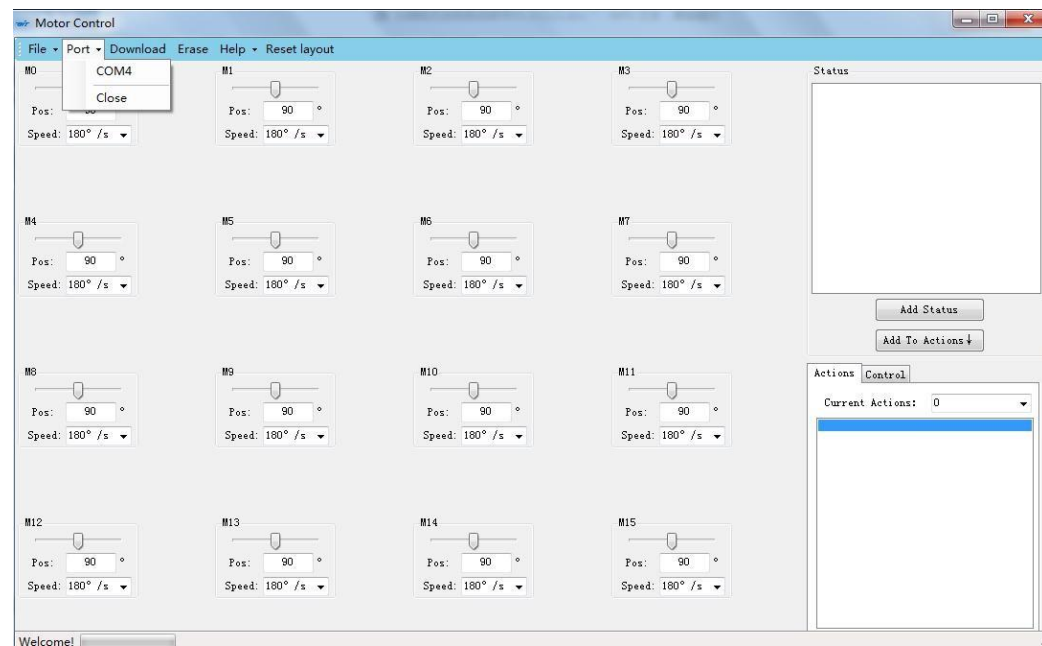 Motor Control
File Port Download Erase Help Reset layout
COM4
Close
M0 M1 M2 M3 Status
Pos: Pos: 90 ° Pos: 90 ° Pos: 90 °
Speed: 180° /s Speed: 180° /s Speed: 180° /s Speed: 180° /s
M4 M5 M6 M7
Pos: 90 ° Pos: 90 ° Pos: 90 ° Pos: 90 °
Speed: 180° /s Speed: 180° /s Speed: 180° /s Speed: 180° /s
Add Status
Add To Actions↓
M8 M9 M10 M11 Actions Control
Current Actions: 0
Pos: 90 ° Pos: 90 ° Pos: 90 ° Pos: 90 °
Speed: 180° /s Speed: 180° /s Speed: 180° /s Speed: 180° /s
M12 M13 M14 M15
Pos: 90 ° Pos: 90 ° Pos: 90 ° Pos: 90 °
Speed: 180° /s Speed: 180° /s Speed: 180° /s Speed: 180° /s
Welcome!